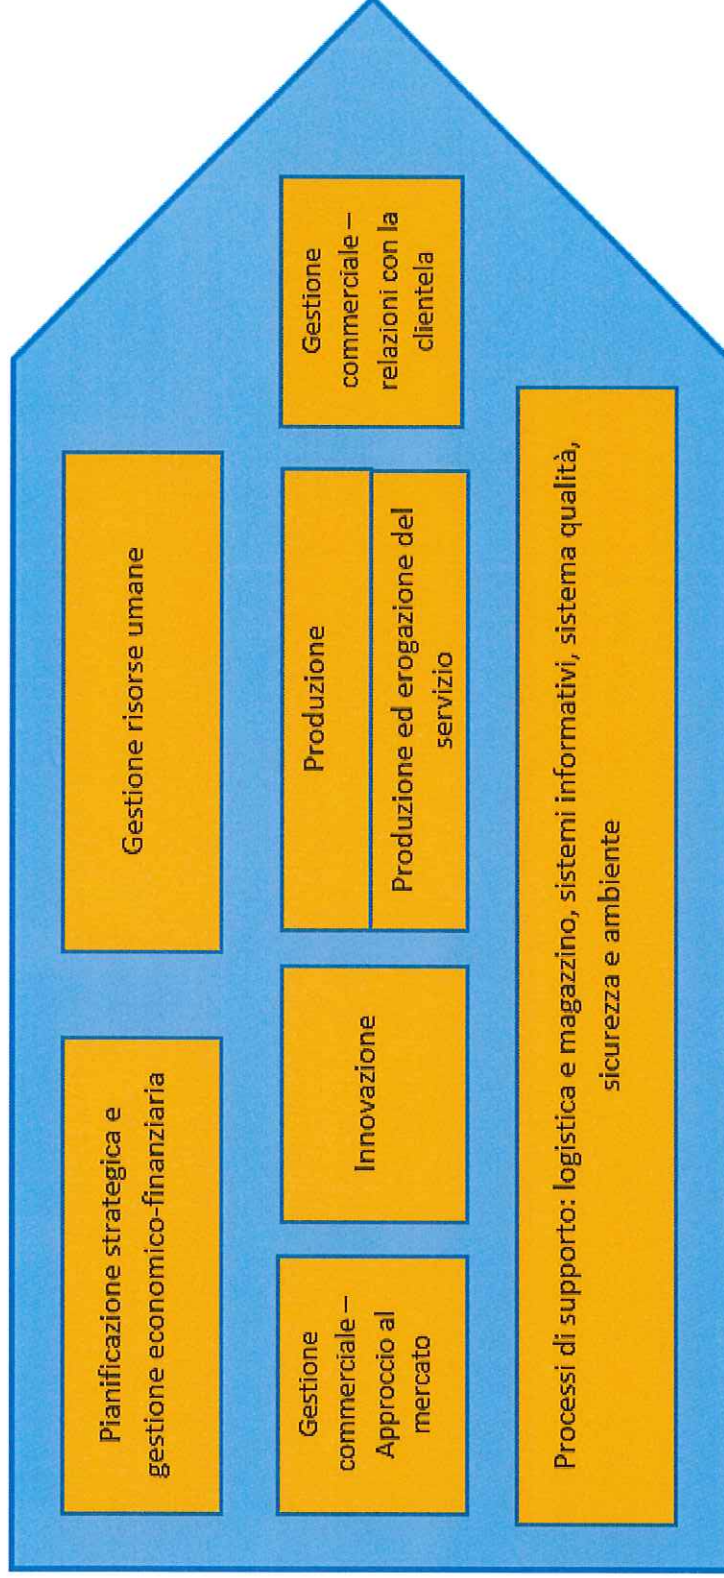 Pianificazione strategica e
gestione economico-finanziaria
Gestione risorse umane
Gestione
commerciale –
Approccio al
mercato
Innovazione
Produzione
Produzione ed erogazione del
servizio
Gestione
commerciale –
relazioni con la
clientela
Processi di supporto: logistica e magazzino, sistemi informativi, sistema qualità,
sicurezza e ambiente